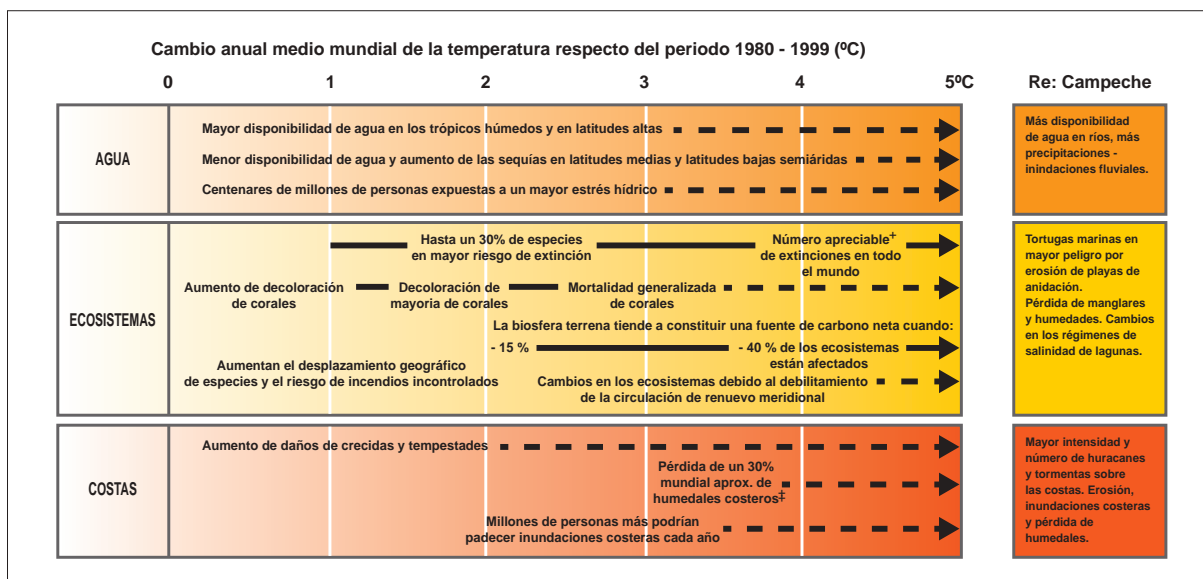 Cambio anual medio mundial de la temperatura respecto del periodo 1980 - 1999 (ºC)
0 1 2 3 4 5ºC Re: Campeche
AGUA
Mayor disponibilidad de agua en los trópicos húmedos y en latitudes altas
Menor disponibilidad de agua y aumento de las sequías en latitudes medias y latitudes bajas semiáridas
Centenares de millones de personas expuestas a un mayor estrés hídrico
Más disponibilidad
de agua en ríos, más
precipitaciones -
inindaciones fluviales.
ECOSISTEMAS
Hasta un 30% de especies
en mayor riesgo de extinción
Número apreciable+
de extinciones en todo
el mundo
Aumento de decoloración
de corales
Decoloración de
mayoria de corales
Mortalidad generalizada
de corales
La biosfera terrena tiende a constituir una fuente de carbono neta cuando:
- 15 %
- 40 % de los ecosistemas
están afectados
Aumentan el desplazamiento geográfico
de especies y el riesgo de incendios incontrolados
Cambios en los ecosistemas debido al debilitamiento
de la circulación de renuevo meridional
Tortugas marinas en
mayor peligro por
erosión de playas de
anidación.
Pérdida de manglares
y humedades. Cambios
en los régimenes de
salinidad de lagunas.
COSTAS
Aumento de daños de crecidas y tempestades
Pérdida de un 30%
mundial aprox. de
humedales costeros‡
Millones de personas más podrían
padecer inundaciones costeras cada año
Mayor intensidad y
número de huracanes
y tormentas sobre
las costas. Erosión,
inundaciones costeras
y pérdida de
humedales.